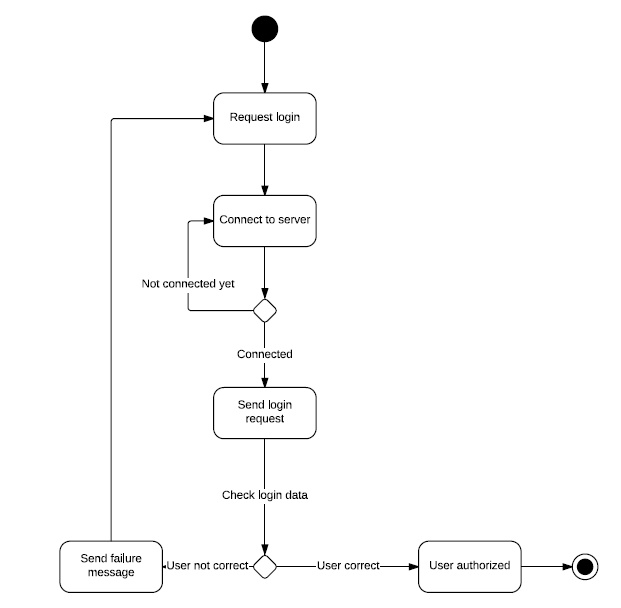 Request login
Connect to server
Not connected yet
Connected
Send login
request
Check login data
Send failure
message
User not correct
User correct
User authorized